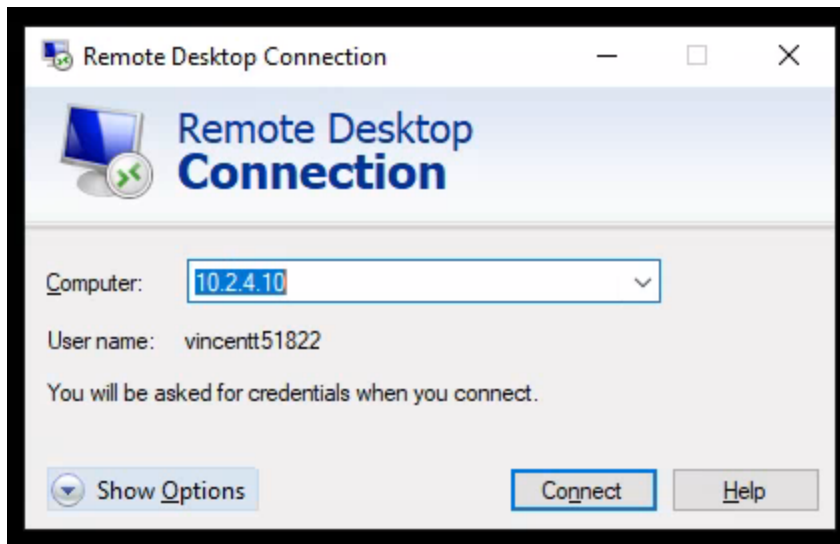 Remote Desktop Connection
Remote Desktop
Connection
Computer: 10.2.4.10
User name: vincentt51822
You will be asked for credentials when you connect.
Show Options Connect Help